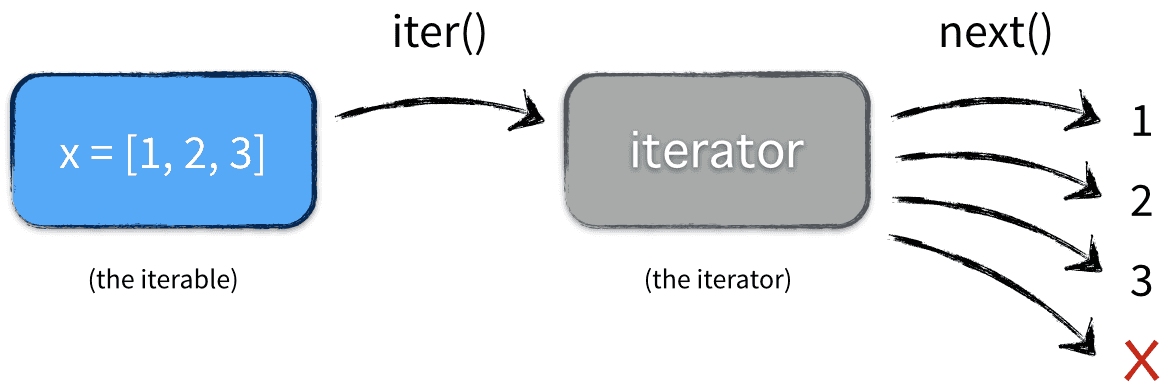 iter()
next()
x = [1, 2, 3]
iterator
1
2
3
X
(the iterable)
(the iterator)